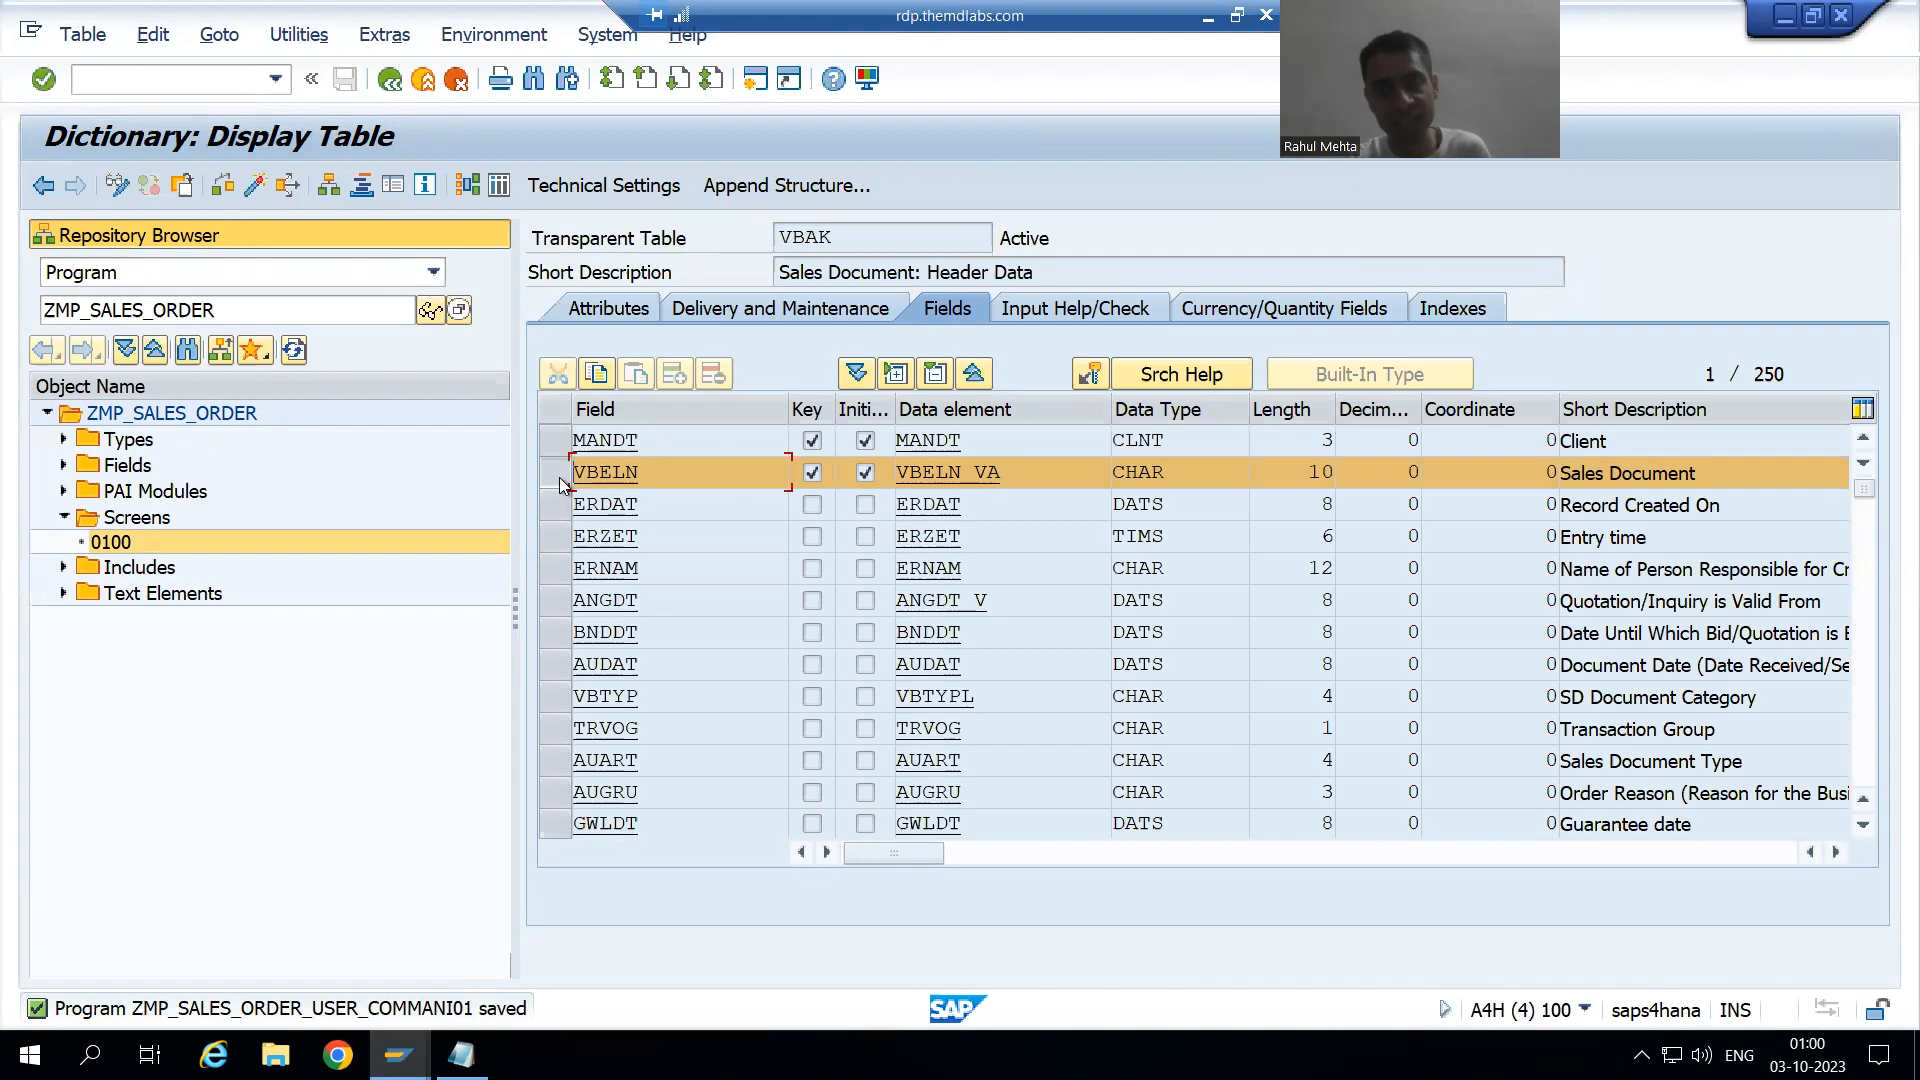 rdp.themdlabs.com
Table Edit Goto Utilities Extras Environment System Help
Rahul Mehta
Dictionary: Display Table
Technical Settings Append Structure...
Repository Browser
Program
ZMP_SALES_ORDER
Object Name
ZMP_SALES_ORDER
Types
Fields
PAI Modules
Screens
0100
Includes
Text Elements
Transparent Table VBAK Active
Short Description Sales Document: Header Data
Attributes Delivery and Maintenance Fields Input Help/Check Currency/Quantity Fields Indexes
Srch Help Built-In Type 1 / 250
Field Key Initi... Data element Data Type Length Decim... Coordinate Short Description
MANDT MANDT CLNT 3 0 0 Client
VBELN VBELN_VA CHAR 10 0 0 Sales Document
ERDAT ERDAT DATS 8 0 0 Record Created On
ERZET ERZET TIMS 6 0 0 Entry time
ERNAM ERNAM CHAR 12 0 0 Name of Person Responsible for Cr
ANGDT ANGDT_V DATS 8 0 0 Quotation/Inquiry is Valid From
BNDDT BNDDT DATS 8 0 0 Date Until Which Bid/Quotation is B
AUDAT AUDAT DATS 8 0 0 Document Date (Date Received/Se
VBTYP VBTYPL CHAR 4 0 0 SD Document Category
TRVOG TRVOG CHAR 1 0 0 Transaction Group
AUART AUART CHAR 4 0 0 Sales Document Type
AUGRU AUGRU CHAR 3 0 0 Order Reason (Reason for the Busi
GWLDT GWLDT DATS 8 0 0 Guarantee date
Program ZMP_SALES_ORDER_USER_COMMANI01 saved
SAP
A4H (4) 100 saps4hana INS
ENG
01:00
03-10-2023